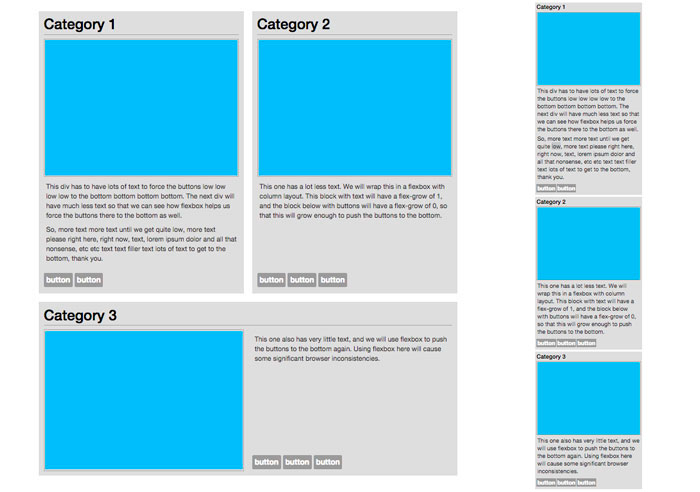 Category 1
This div has to have lots of text to force the buttons low low
low low to the bottom bottom bottom bottom. The next div will
have much less text so that we can see how flexbox helps us
force the buttons there to the bottom as well.
So, more text more text until we get quite low, more text
please right here, right now, text, lorem ipsum dolor and all that
nonsense, etc etc text text filler text lots of text to get to the
bottom, thank you.
button button
Category 2
This one has a lot less text. We will wrap this in a flexbox with
column layout. This block with text will have a flex-grow of 1,
and the block below with buttons will have a flex-grow of 0, so
that this will grow enough to push the buttons to the bottom.
button button button
Category 3
This one also has very little text, and we will use flexbox to push
the buttons to the bottom again. Using flexbox here will cause
some significant browser inconsistencies.
button button button
Category 1
This div has to have lots of text to force
the buttons low low low low to the
bottom bottom bottom bottom. The
next div will have much less text so that
we can see how flexbox helps us force
the buttons there to the bottom as well.
So, more text more text until we get
quite low, more text please right here,
right now, text, lorem ipsum dolor and
all that nonsense, etc etc text text filler
text lots of text to get to the bottom,
thank you.
button button
Category 2
This one has a lot less text. We will
wrap this in a flexbox with column
layout. This block with text will have a
flex-grow of 1, and the block below
with buttons will have a flex-grow of 0,
so that this will grow enough to push
the buttons to the bottom.
button button button
Category 3
This one also has very little text, and we
will use flexbox to push the buttons to
the bottom again. Using flexbox here
will cause some significant browser
inconsistencies.
button button button